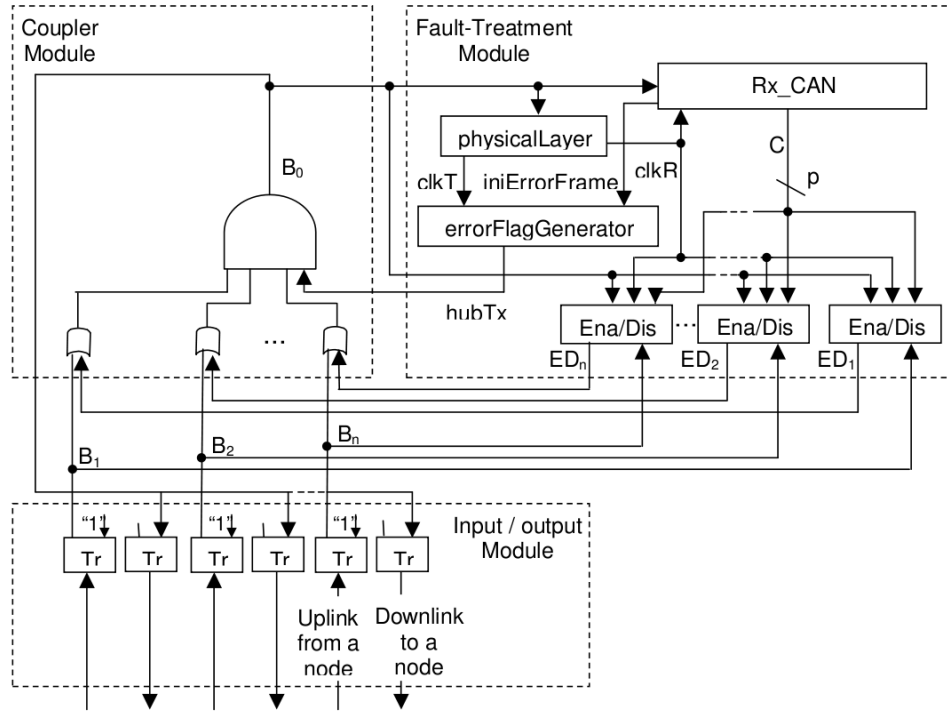 Coupler
Module
Fault-Treatment
Module
Rx_CAN
physicalLayer
C
B₀
clkT
iniErrorFrame
clkR
p
errorFlagGenerator
hubTx
...
Ena/Dis
...
Ena/Dis
Ena/Dis
EDₙ
ED₂
ED₁
B₁
B₂
Bₙ
"1"
"1"
"1"
Input / output
Module
Tr
Tr
Tr
Tr
Tr
Tr
Uplink
from a
node
Downlink
to a
node